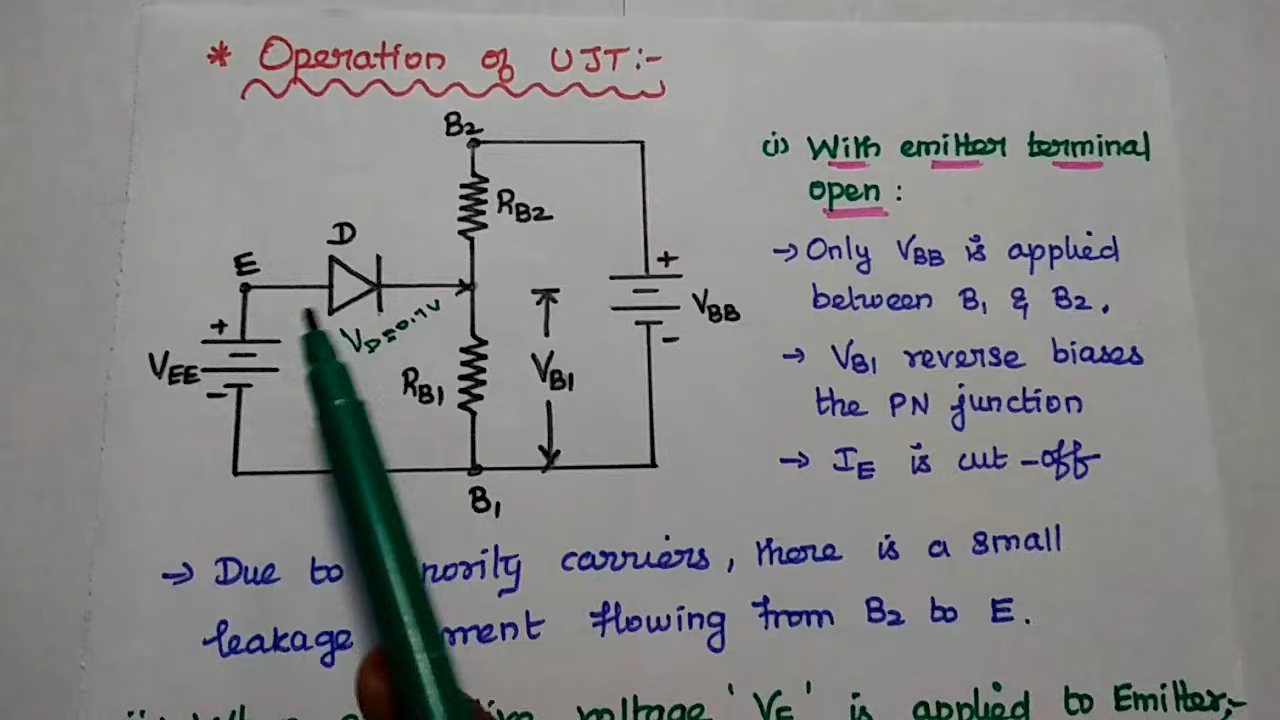 * Operation of UJT:-
B2
(i) With emitter terminal
open :
RB2
D
E
→ Only VBB is applied
between B1 & B2.
+
+
VD=0.7V
VBB
-
VEE
-
RB1
VB1
→ VB1 reverse biases
the PN junction
→ IE is cut-off
B1
→ Due to carriers, there is a small
leakage flowing from B2 to E.
voltage 'VE' is applied to Emitter,-